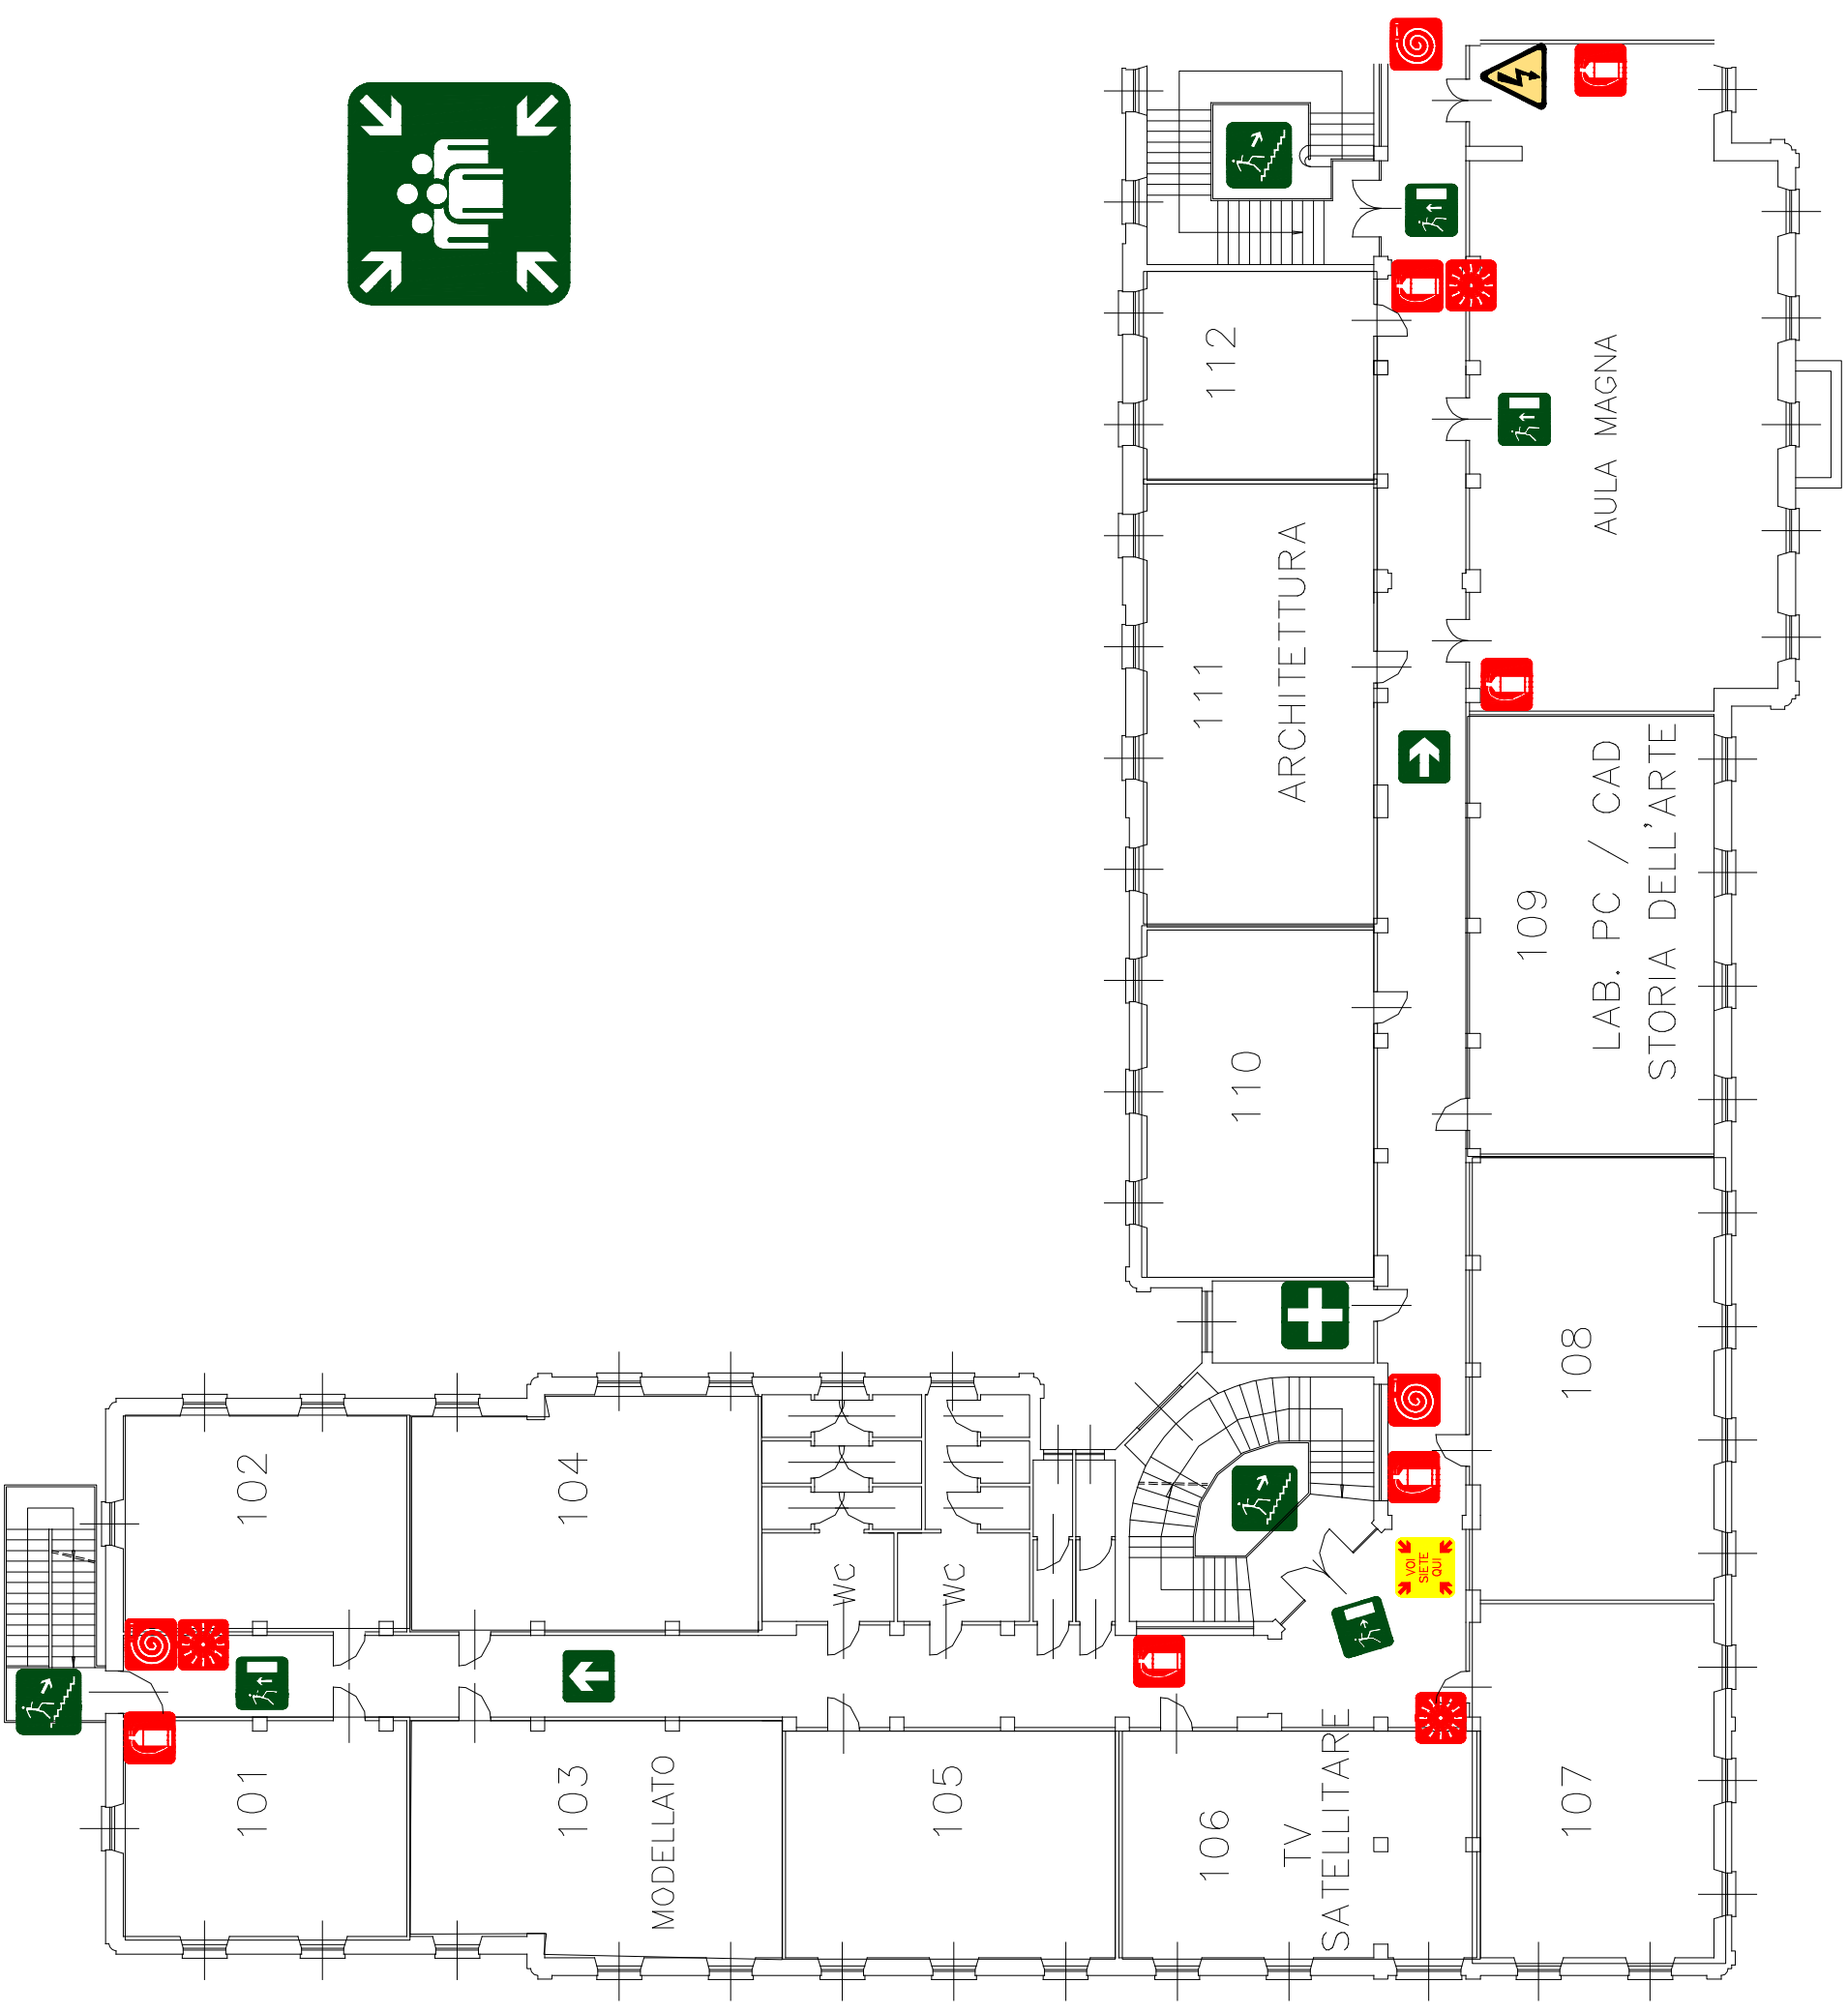 112
AULA MAGNA
111
ARCHITETTURA
109
LAB. PC / CAD
STORIA DELL'ARTE
110
108
102
104
WC
WC
VOI
SIETE
QUI
101
103
MODELLATO
105
106
TV
SATELLITARE
107